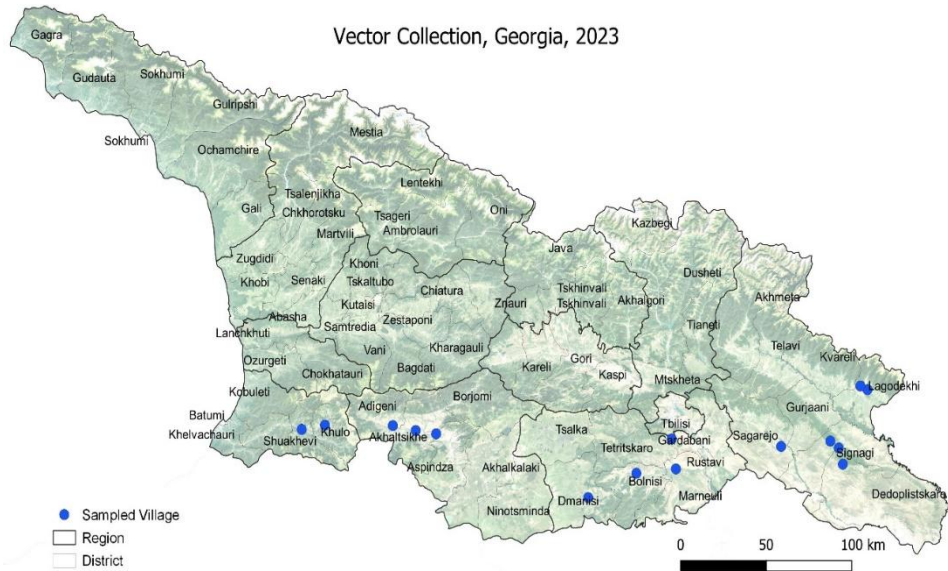 Vector Collection, Georgia, 2023
Gagra
Gudauta
Sokhumi
Gulripshi
Mestia
Sokhumi
Ochamchire
Lentekhi
Tsalenjikha
Gali
Chkhorotsku
Tsageri
Oni
Kazbegi
Martvili
Ambrolauri
Java
Zugdidi
Khoni
Dusheti
Khobi
Senaki
Tskaltubo
Chiatura
Tskhinvali
Akhmeta
Kutaisi
Znauri
Tskhinvali
Akhalgori
Abasha
Zestaponi
Lanchkhuti
Samtredia
Tianeti
Ozurgeti
Vani
Kharagauli
Gori
Telavi
Kvareli
Chokhatauri
Bagdati
Kareli
Kaspi
Mtskheta
Lagodekhi
Kobuleti
Adigeni
Borjomi
Gurjaani
Batumi
Tbilisi
Khelvachauri
Shuakhevi
Khulo
Akhaltsikhe
Tsalka
Gardabani
Sagarejo
Tetritskaro
Signagi
Aspindza
Akhalkalaki
Rustavi
Bolnisi
Dedoplistskaro
Ninotsminda
Dmanisi
Marneuli
Sampled Village
Region
District
0 50 100 km